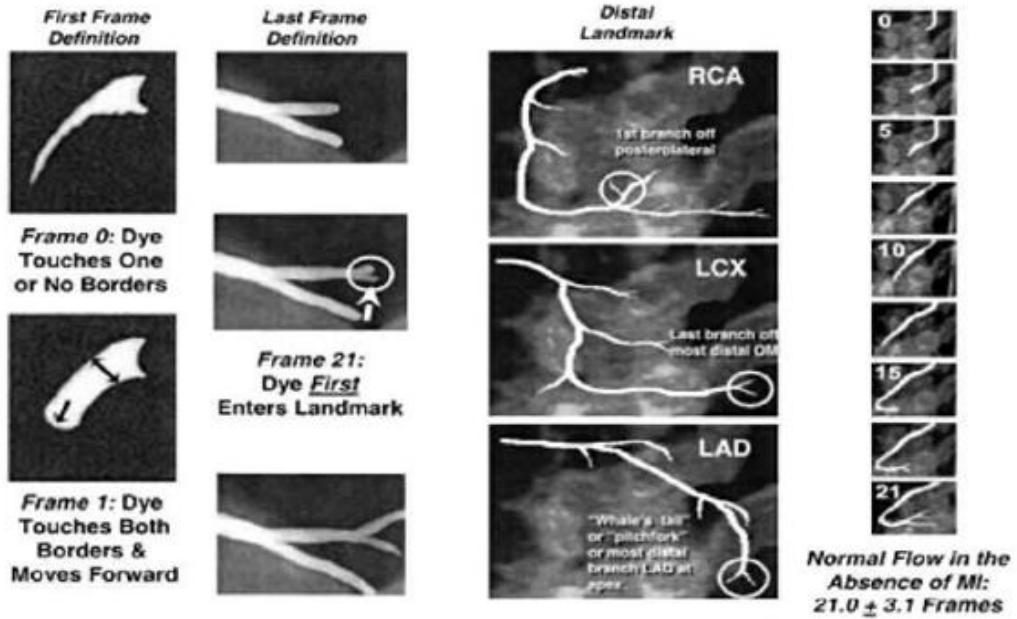 First Frame
Definition
Frame 0: Dye
Touches One
or No Borders
Frame 1: Dye
Touches Both
Borders &
Moves Forward
Last Frame
Definition
Frame 21:
Dye First
Enters Landmark
Distal
Landmark
RCA
1st branch off
posterolateral
LCX
Last branch off
most distal OM
LAD
"Whale's tail"
or "pitchfork"
or most distal
branch LAD at
apex.
0
5
10
15
21
Normal Flow in the
Absence of MI:
21.0 ± 3.1 Frames